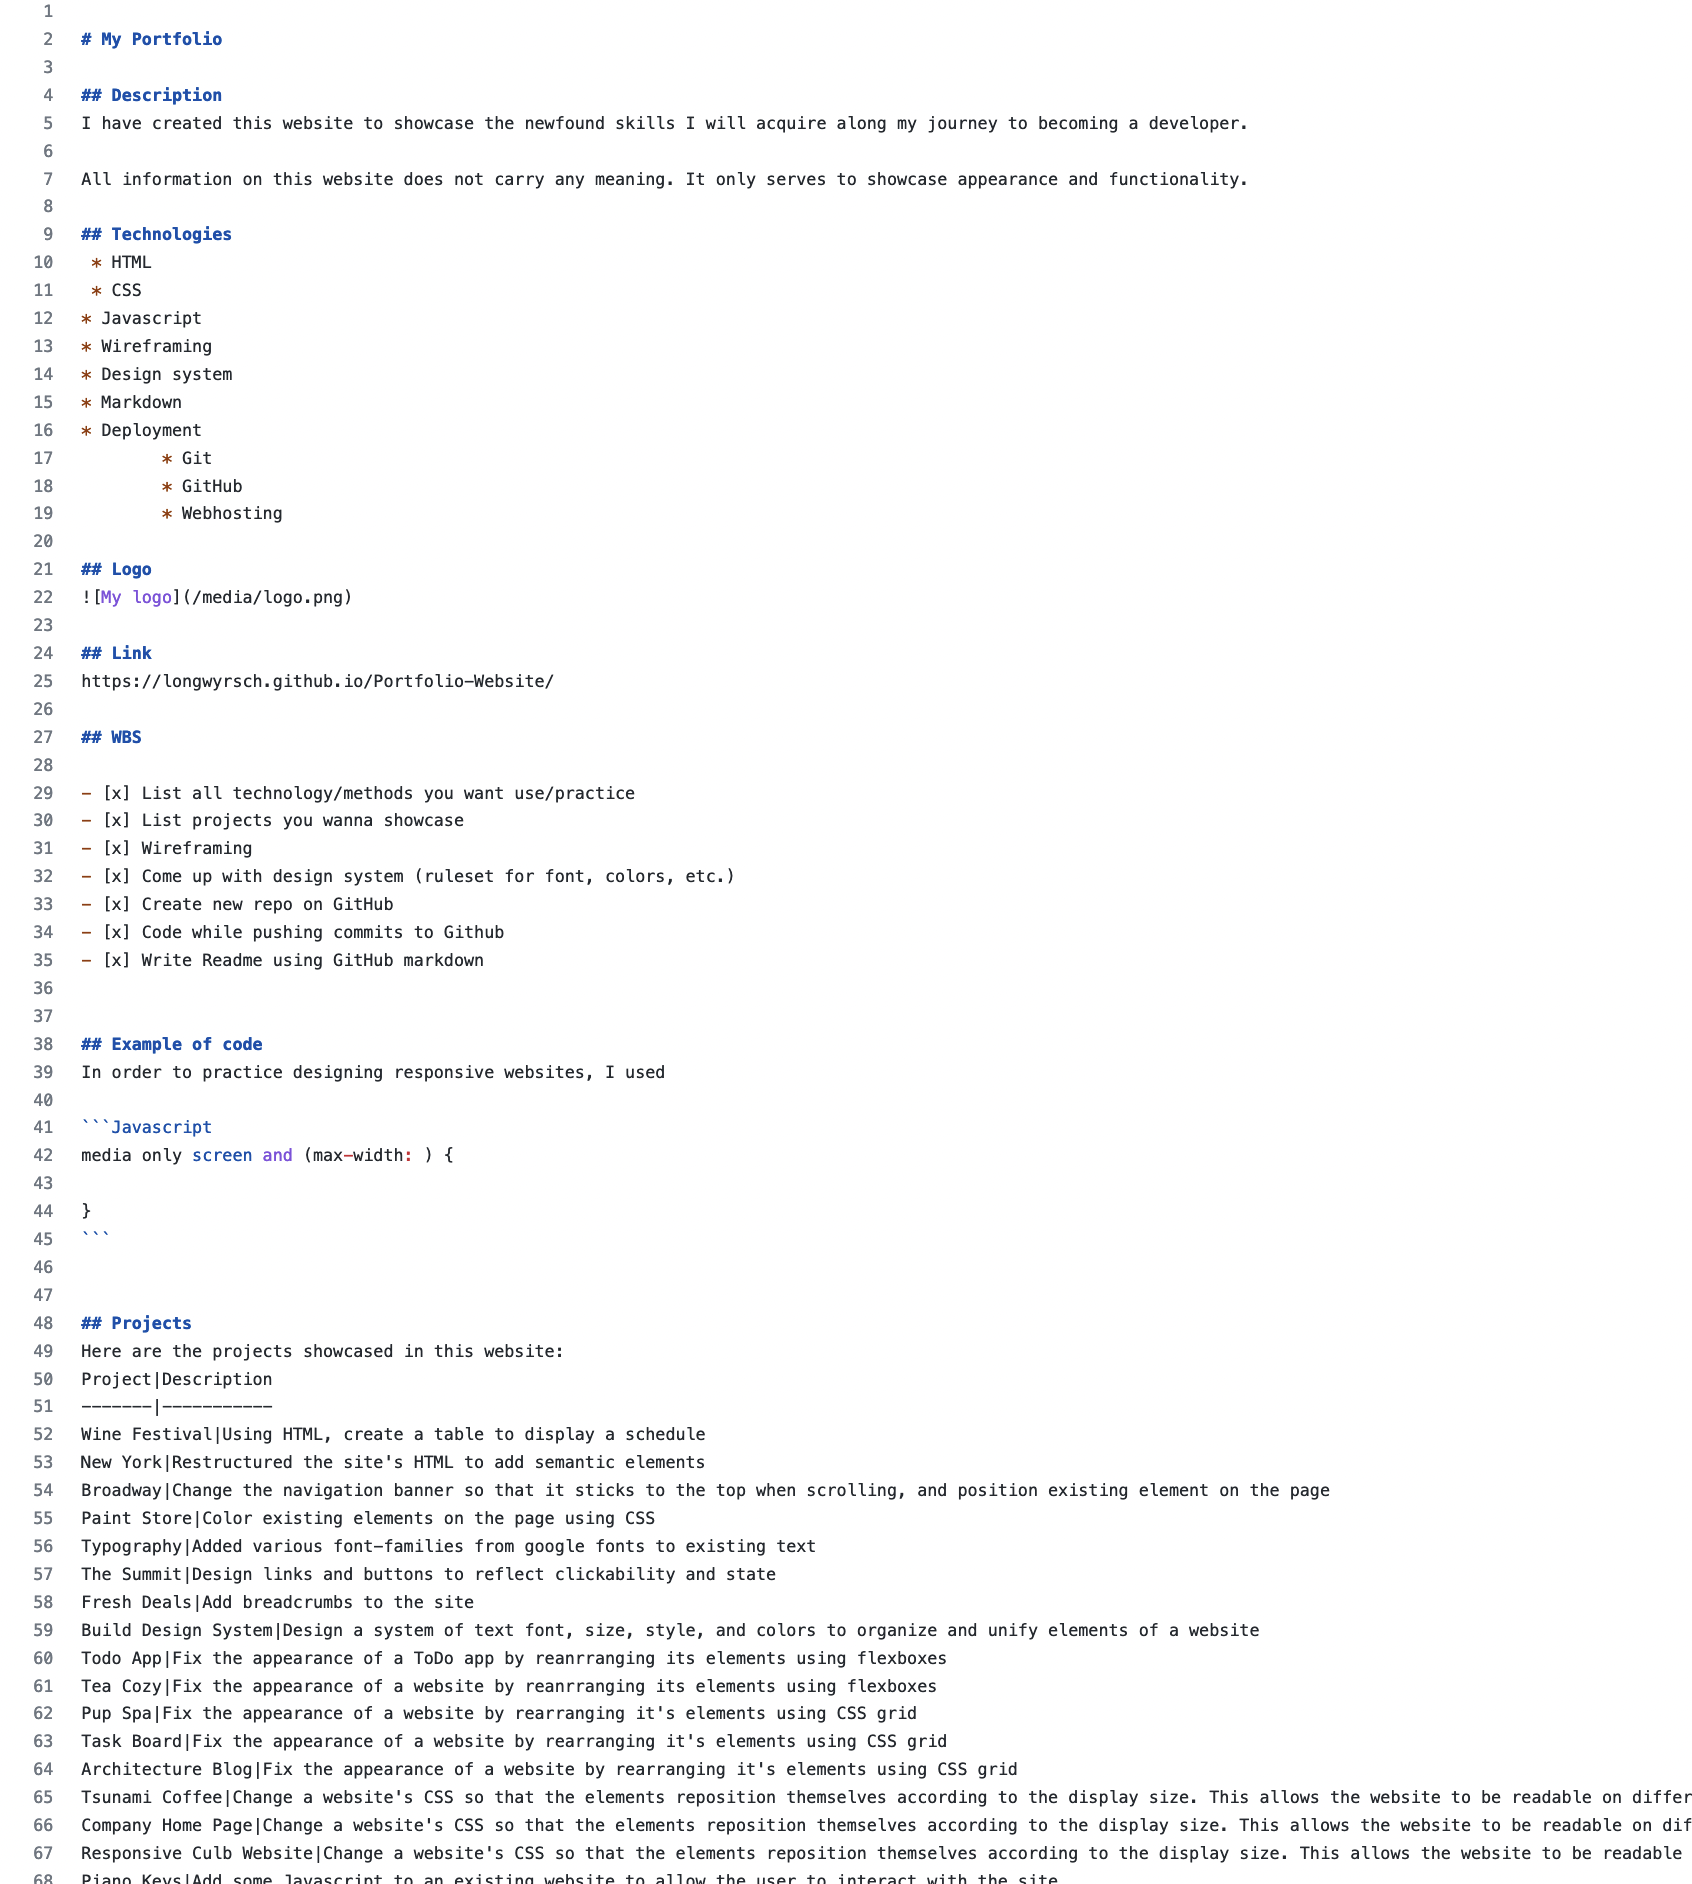 1
2 # My Portfolio
3
4 ## Description
5 I have created this website to showcase the newfound skills I will acquire along my journey to becoming a developer.
6
7 All information on this website does not carry any meaning. It only serves to showcase appearance and functionality.
8
9 ## Technologies
10  * HTML
11  * CSS
12 * Javascript
13 * Wireframing
14 * Design system
15 * Markdown
16 * Deployment
17         * Git
18         * GitHub
19         * Webhosting
20
21 ## Logo
22 ![My logo](/media/logo.png)
23
24 ## Link
25 https://longwyrsch.github.io/Portfolio-Website/
26
27 ## WBS
28
29 - [x] List all technology/methods you want use/practice
30 - [x] List projects you wanna showcase
31 - [x] Wireframing
32 - [x] Come up with design system (ruleset for font, colors, etc.)
33 - [x] Create new repo on GitHub
34 - [x] Code while pushing commits to Github
35 - [x] Write Readme using GitHub markdown
36
37
38 ## Example of code
39 In order to practice designing responsive websites, I used
40
41 ```Javascript
42 media only screen and (max-width: ) {
43
44 }
45 ```
46
47
48 ## Projects
49 Here are the projects showcased in this website:
50 Project|Description
51 -------|-----------
52 Wine Festival|Using HTML, create a table to display a schedule
53 New York|Restructured the site's HTML to add semantic elements
54 Broadway|Change the navigation banner so that it sticks to the top when scrolling, and position existing element on the page
55 Paint Store|Color existing elements on the page using CSS
56 Typography|Added various font-families from google fonts to existing text
57 The Summit|Design links and buttons to reflect clickability and state
58 Fresh Deals|Add breadcrumbs to the site
59 Build Design System|Design a system of text font, size, style, and colors to organize and unify elements of a website
60 Todo App|Fix the appearance of a ToDo app by reanrranging its elements using flexboxes
61 Tea Cozy|Fix the appearance of a website by reanrranging its elements using flexboxes
62 Pup Spa|Fix the appearance of a website by rearranging it's elements using CSS grid
63 Task Board|Fix the appearance of a website by rearranging it's elements using CSS grid
64 Architecture Blog|Fix the appearance of a website by rearranging it's elements using CSS grid
65 Tsunami Coffee|Change a website's CSS so that the elements reposition themselves according to the display size. This allows the website to be readable on differ
66 Company Home Page|Change a website's CSS so that the elements reposition themselves according to the display size. This allows the website to be readable on dif
67 Responsive Culb Website|Change a website's CSS so that the elements reposition themselves according to the display size. This allows the website to be readable
68 Piano Keys|Add some Javascript to an existing website to allow the user to interact with the site